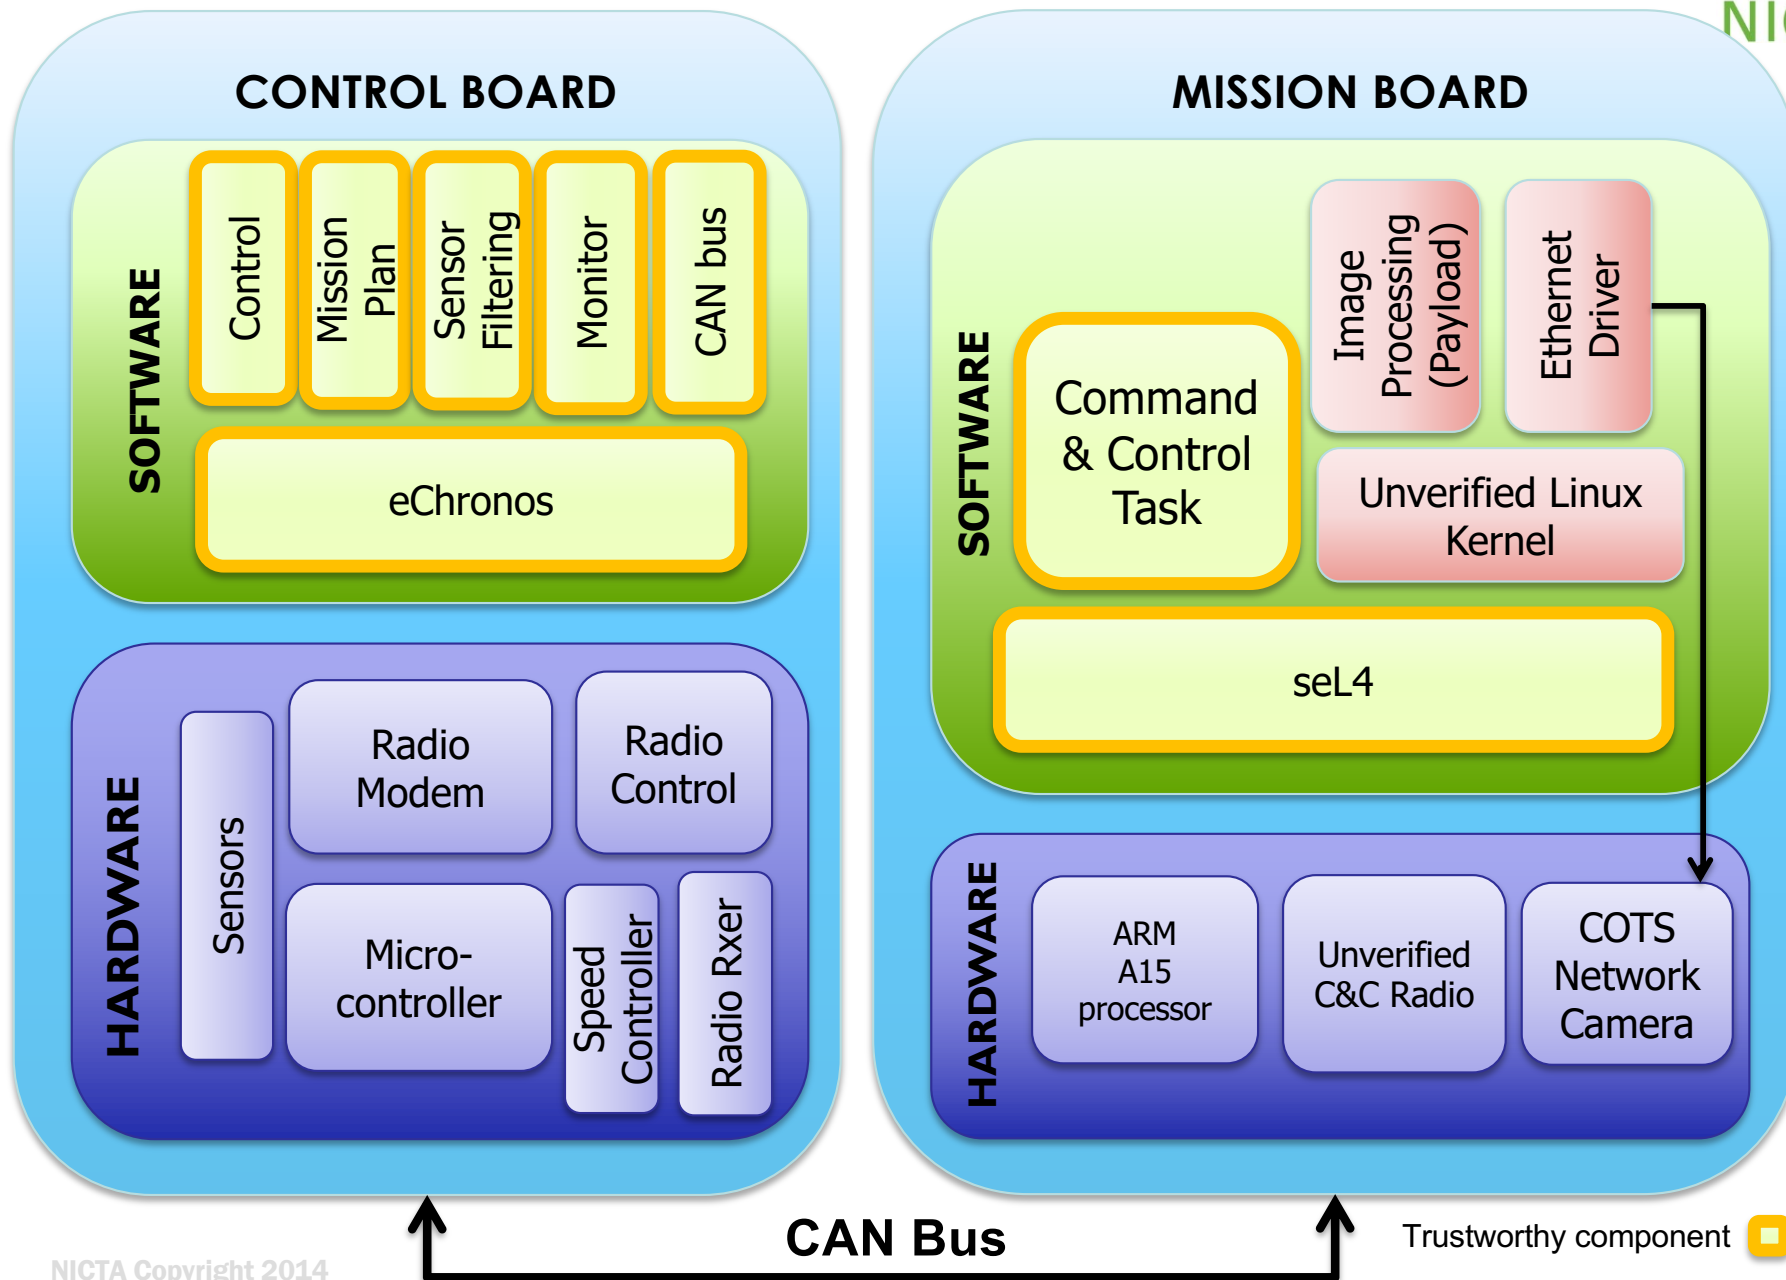 CONTROL BOARD
SOFTWARE
Control
Mission
Plan
Sensor
Filtering
Monitor
CAN bus
eChronos
HARDWARE
Sensors
Radio
Modem
Radio
Control
Micro-
controller
Speed
Controller
Radio Rxer
MISSION BOARD
SOFTWARE
Command
& Control
Task
Image
Processing
(Payload)
Ethernet
Driver
Unverified Linux
Kernel
seL4
HARDWARE
ARM
A15
processor
Unverified
C&C Radio
COTS
Network
Camera
CAN Bus
Trustworthy component
NICTA Copyright 2014